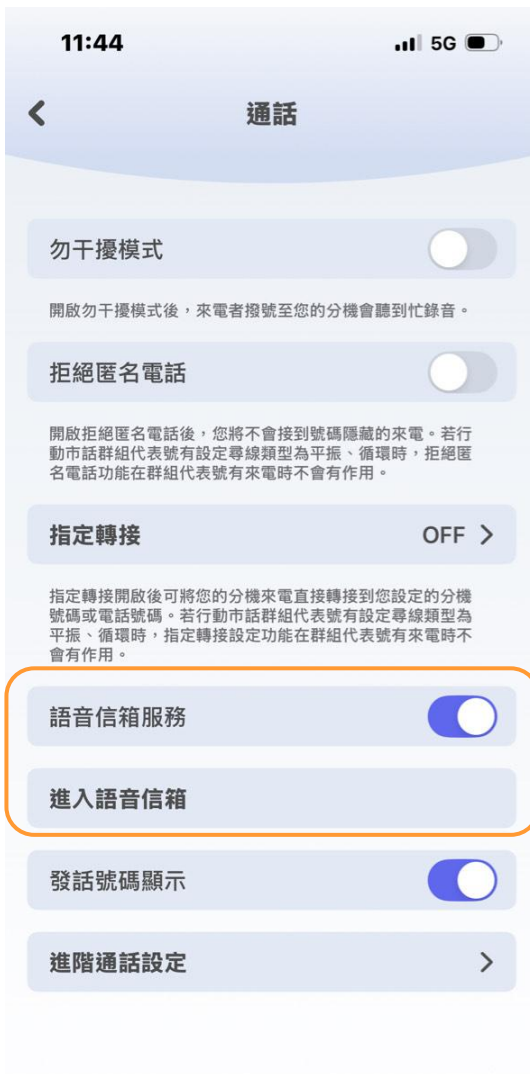 11:44 5G
通話
勿干擾模式
開啟勿干擾模式後，來電者撥號至您的分機會聽到忙錄音。
拒絕匿名電話
開啟拒絕匿名電話後，您將不會接到號碼隱藏的來電。若行
動市話群組代表號有設定尋線類型為平振、循環時，拒絕匿
名電話功能在群組代表號有來電時不會有作用。
指定轉接 OFF
指定轉接開啟後可將您的分機來電直接轉接到您設定的分機
號碼或電話號碼。若行動市話群組代表號有設定尋線類型為
平振、循環時，指定轉接設定功能在群組代表號有來電時不
會有作用。
語音信箱服務
進入語音信箱
發話號碼顯示
進階通話設定